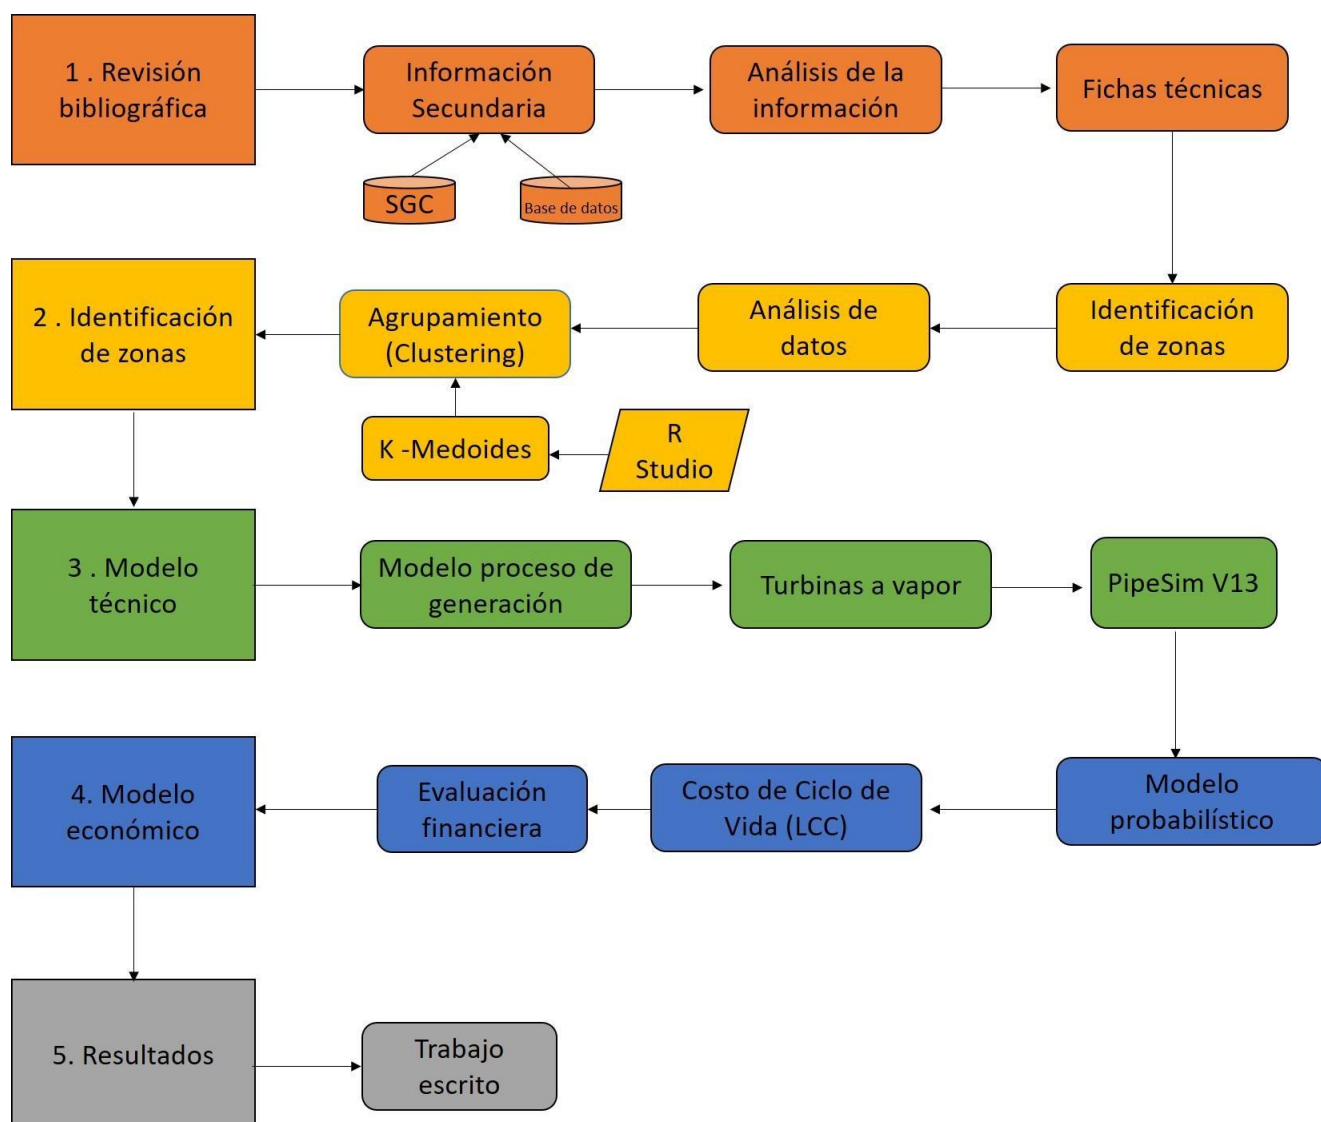 1 . Revisión
bibliográfica
Información
Secundaria
Análisis de la
información
Fichas técnicas
SGC
Base de datos
2 . Identificación
de zonas
Agrupamiento
(Clustering)
Análisis de
datos
Identificación
de zonas
K -Medoides
R
Studio
3 . Modelo
técnico
Modelo proceso de
generación
Turbinas a vapor
PipeSim V13
4. Modelo
económico
Evaluación
financiera
Costo de Ciclo de
Vida (LCC)
Modelo
probabilístico
5. Resultados
Trabajo
escrito